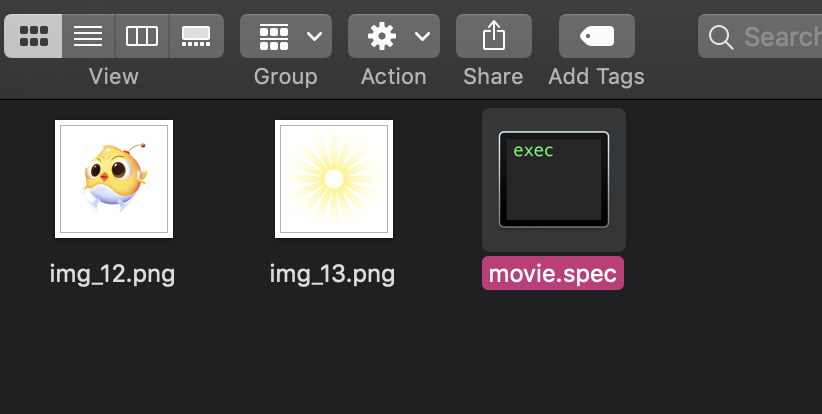 View Group Action Share Add Tags Search
exec
img_12.png img_13.png movie.spec